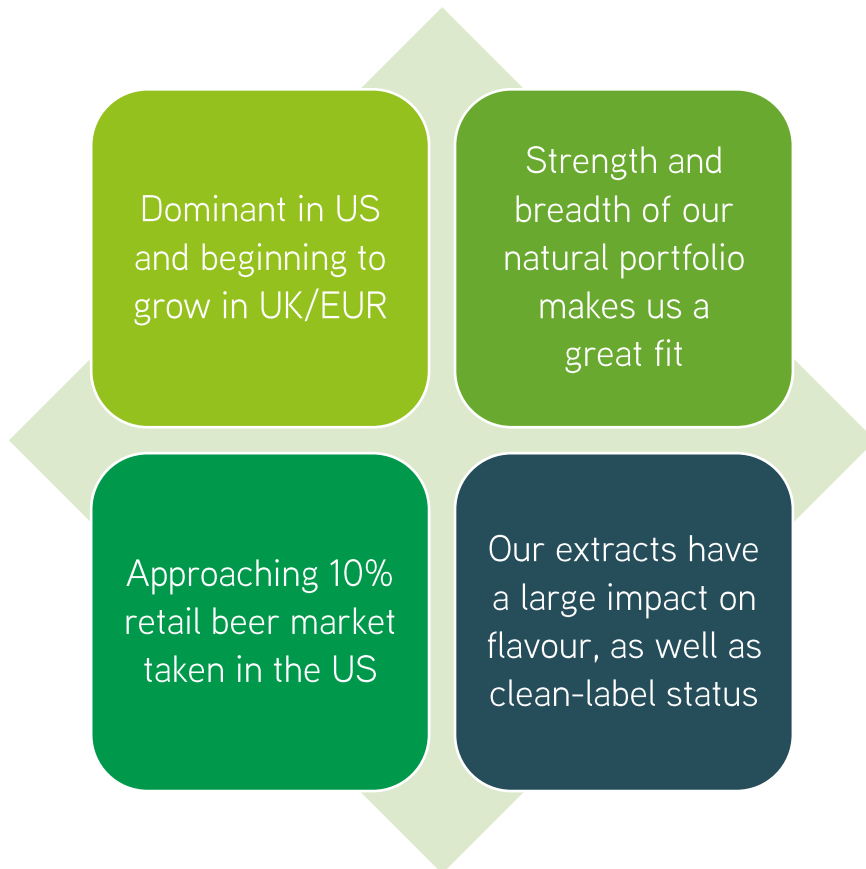 Dominant in US
and beginning to
grow in UK/EUR
Strength and
breadth of our
natural portfolio
makes us a
great fit
Approaching 10%
retail beer market
taken in the US
Our extracts have
a large impact on
flavour, as well as
clean-label status